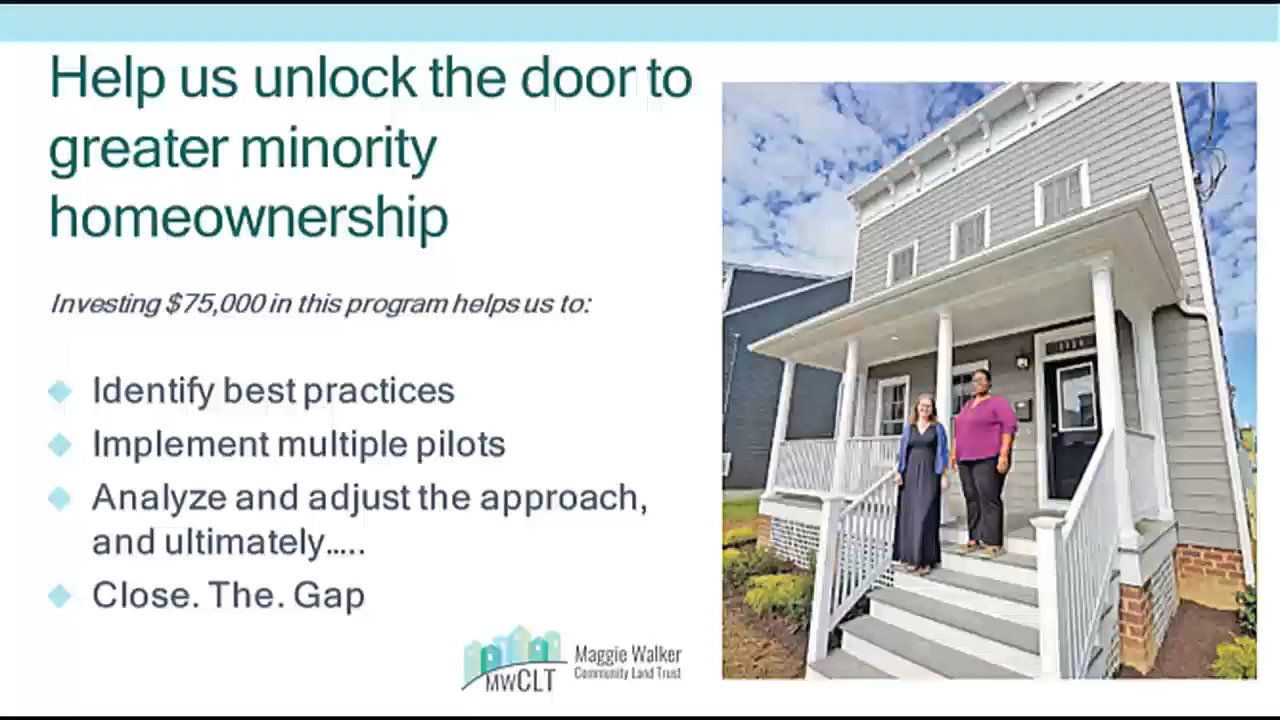 Help us unlock the door to
greater minority
homeownership
Investing $75,000 in this program helps us to:
Identify best practices
Implement multiple pilots
Analyze and adjust the approach,
and ultimately.....
Close. The. Gap
MWCLT
Maggie Walker
Community Land Trust